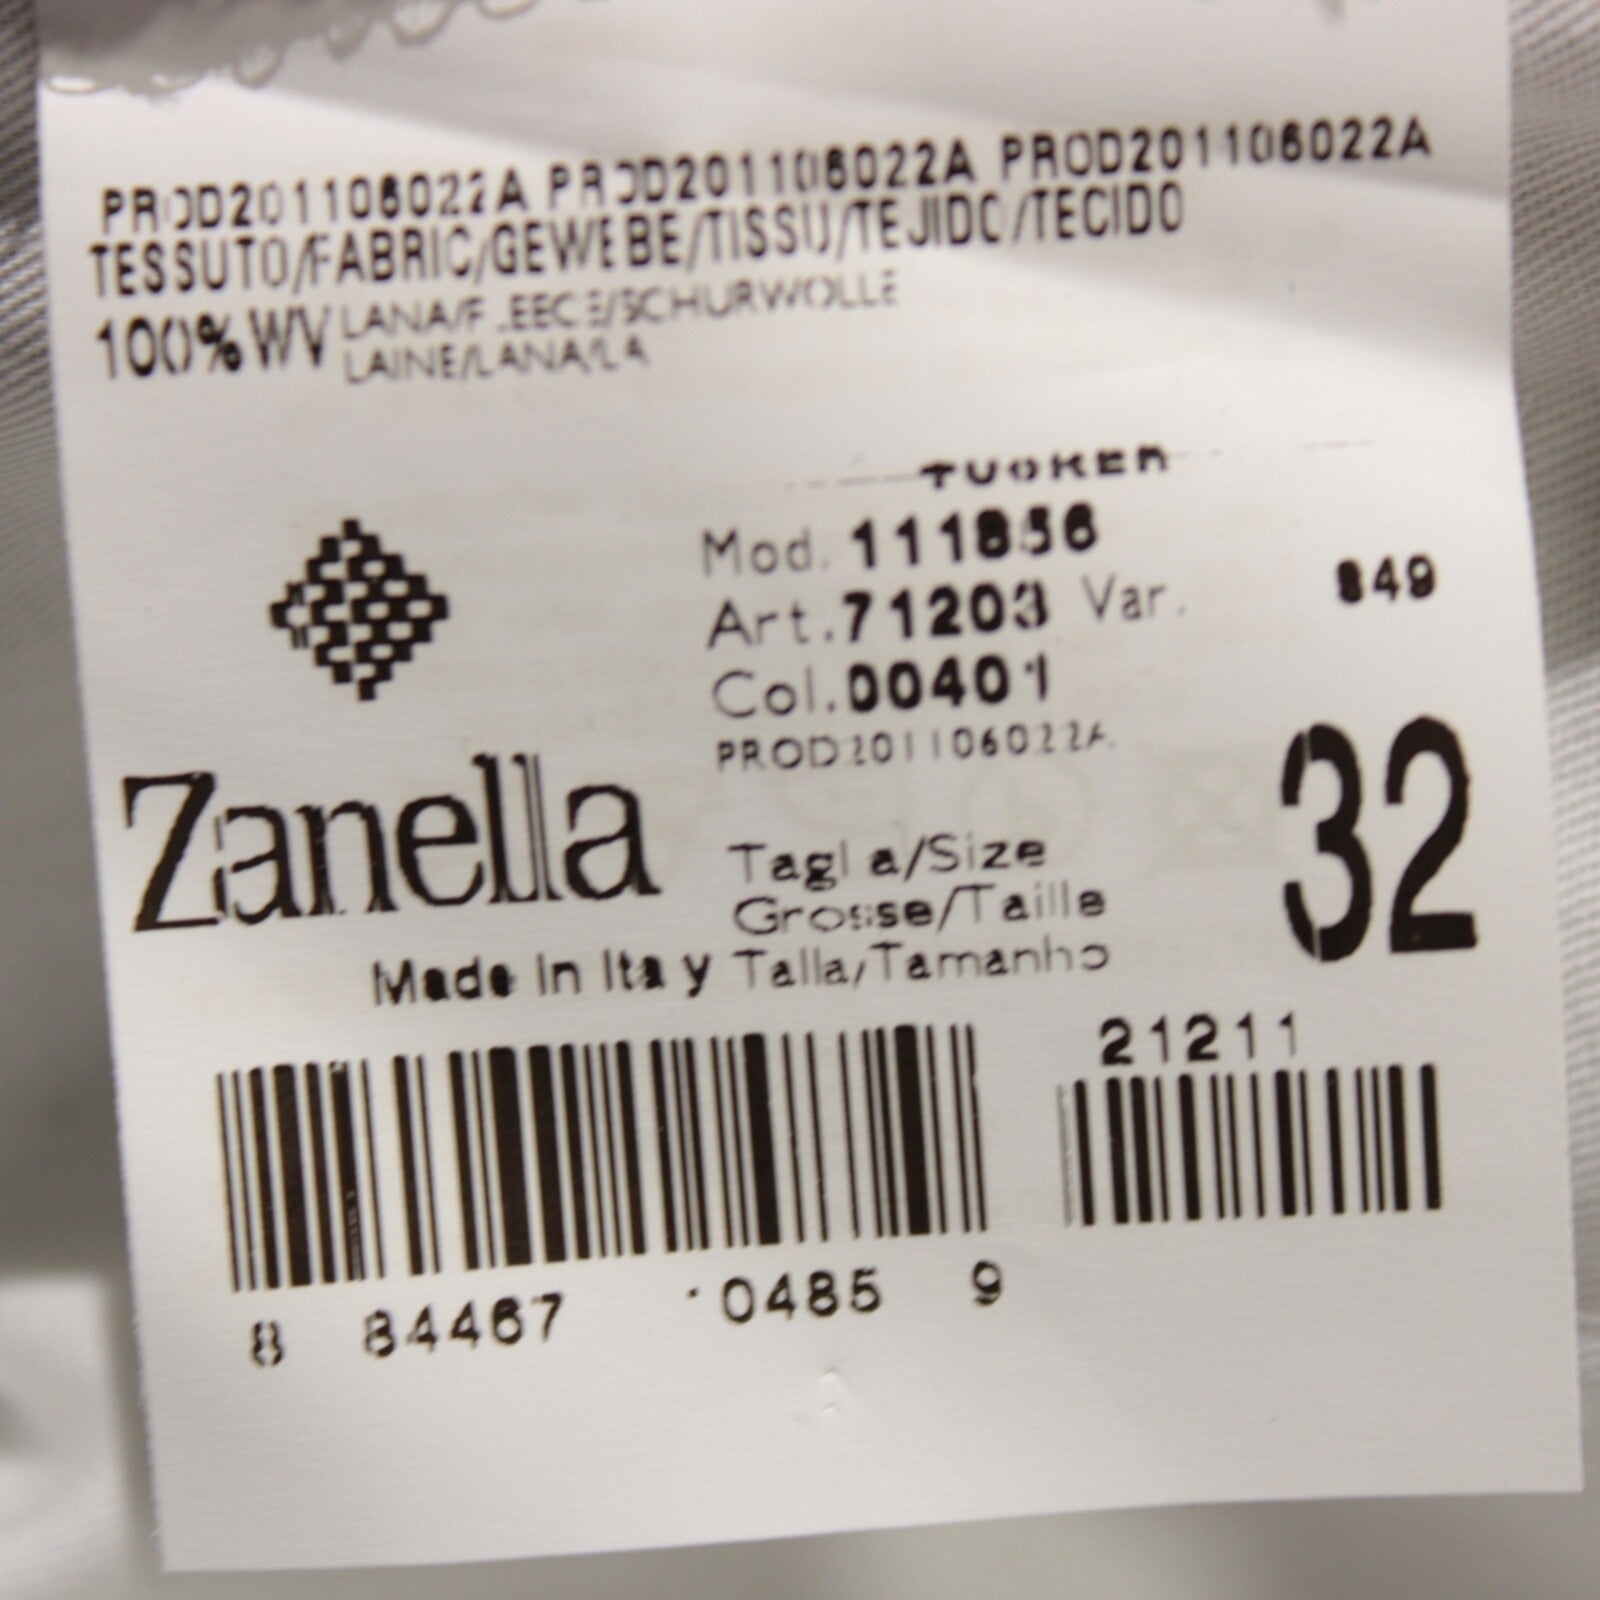 PROD201106022A PROD201106022A PROD201106022A
TESSUTO/FABRIC/GEWEBE/TISSU/TEJIDO/TECIDO
100%WV LANA/FLEECE/SCHURWOLLE
LAINE/LANA/LA
TUCKER
Mod. 111856
Art.71203 Var. 849
Col.00401
PROD201106022A
Zanella
Taglia/Size
Grosse/Taille
Talla/Tamanho
32
Made In Italy
21211
8 84467 10485 9